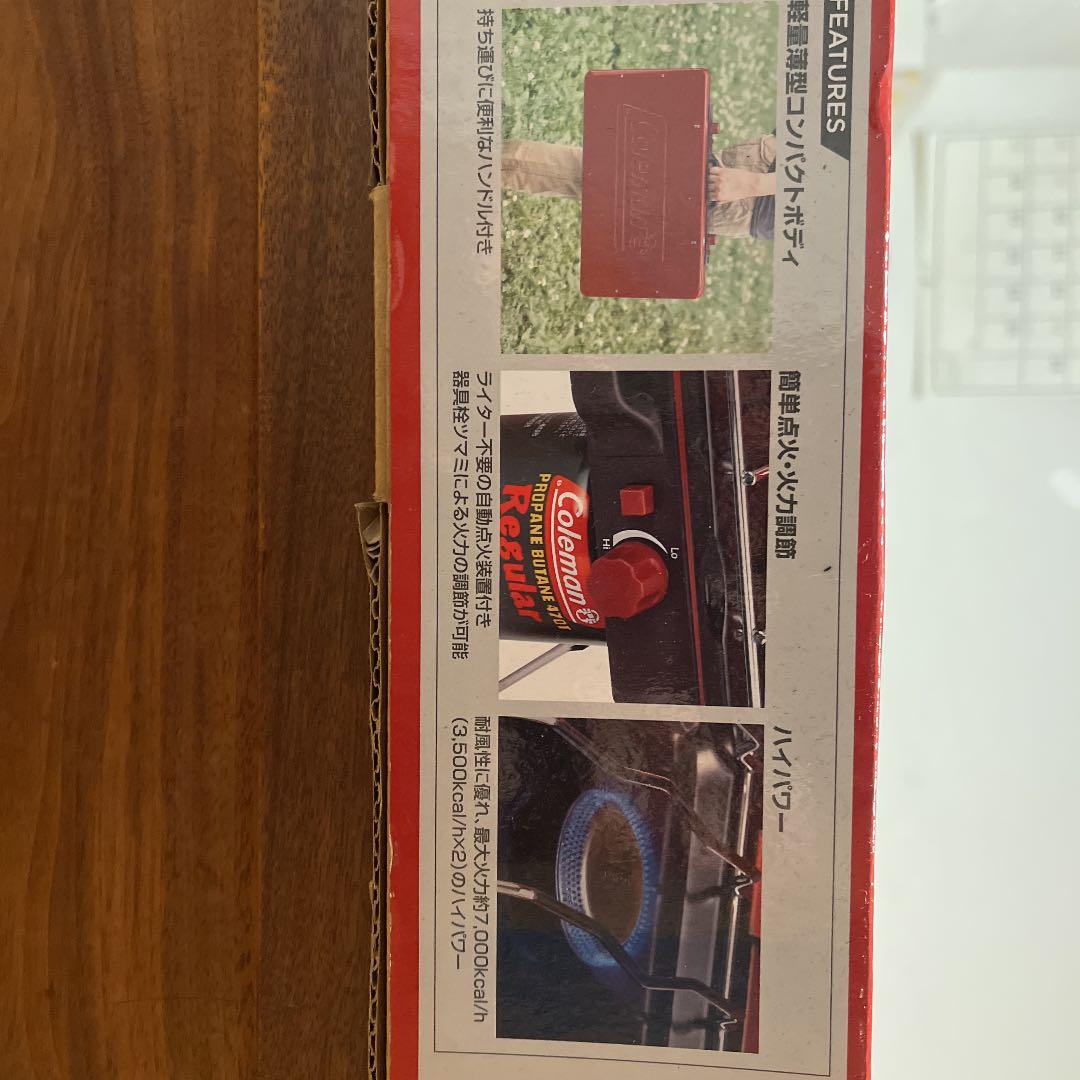 FEATURES
軽量薄型コンパクトボディ
Coleman
持ち運びに便利なハンドル付き
簡単点火・火力調節
Lo
Hi
Coleman
PROPANE BUTANE 470T
Regular
ライター不要の自動点火装置付き
器具栓ツマミによる火力の調節が可能
ハイパワー
耐風性に優れ、最大火力約7,000kcal/h
(3,500kcal/h×2)のハイパワー